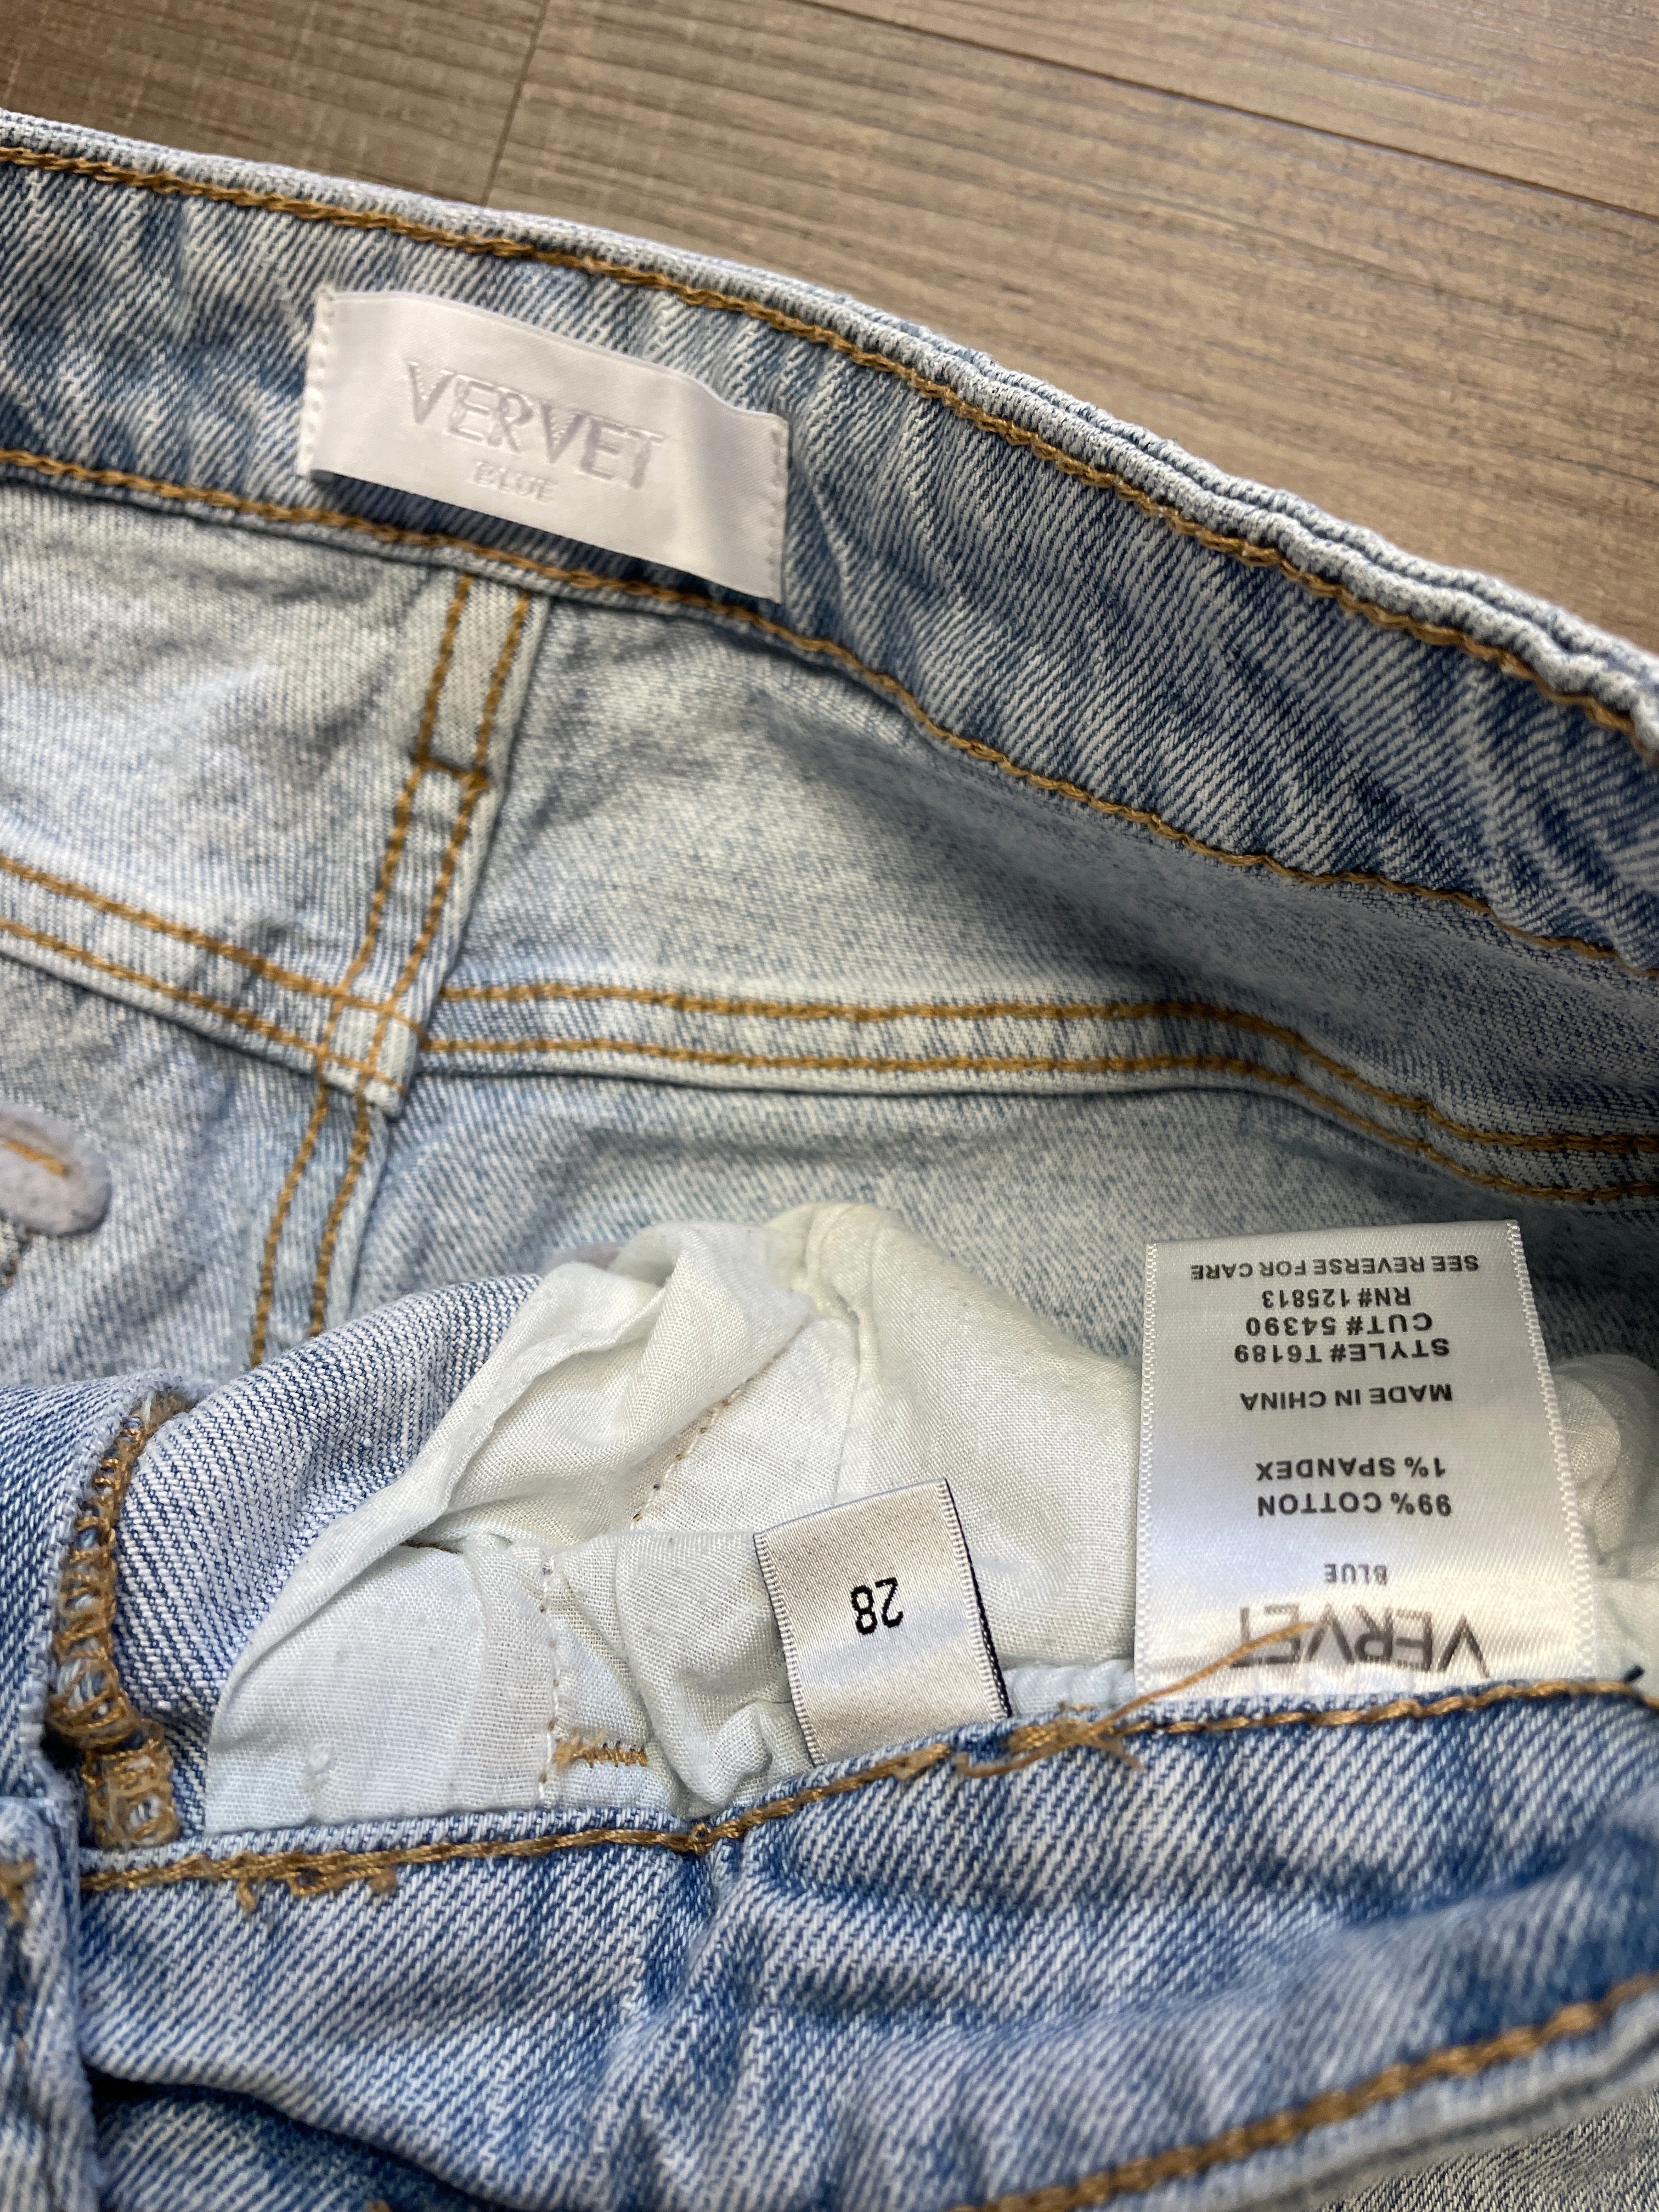 VERVET
BLUE
28
VERVET
BLUE
99% COTTON
1% SPANDEX
MADE IN CHINA
STYLE# T6189
CUT# 54390
RN# 125813
SEE REVERSE FOR CARE